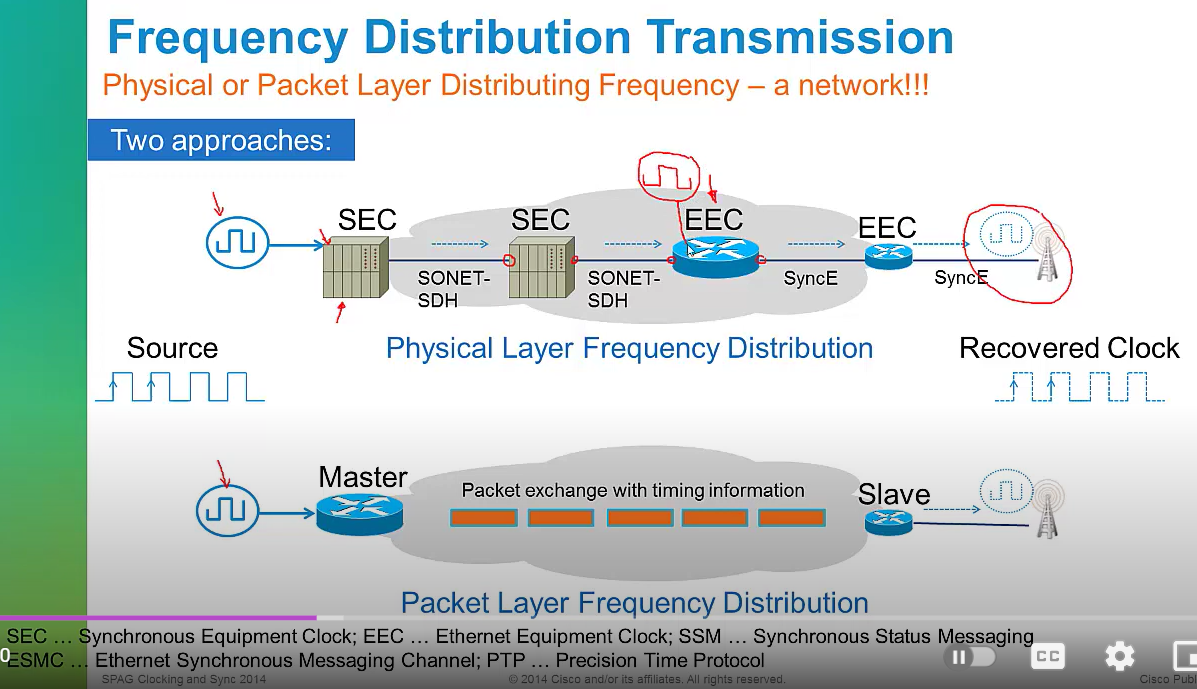 Frequency Distribution Transmission
Physical or Packet Layer Distributing Frequency – a network!!!
Two approaches:
SEC SEC EEC EEC
SONET-SDH SONET-SDH SyncE SyncE
Source Physical Layer Frequency Distribution Recovered Clock
Master Packet exchange with timing information Slave
Packet Layer Frequency Distribution
SEC … Synchronous Equipment Clock; EEC … Ethernet Equipment Clock; SSM … Synchronous Status Messaging
0
ESMC … Ethernet Synchronous Messaging Channel; PTP … Precision Time Protocol
CC
SPAG Clocking and Sync 2014 © 2014 Cisco and/or its affiliates. All rights reserved. Cisco Publ